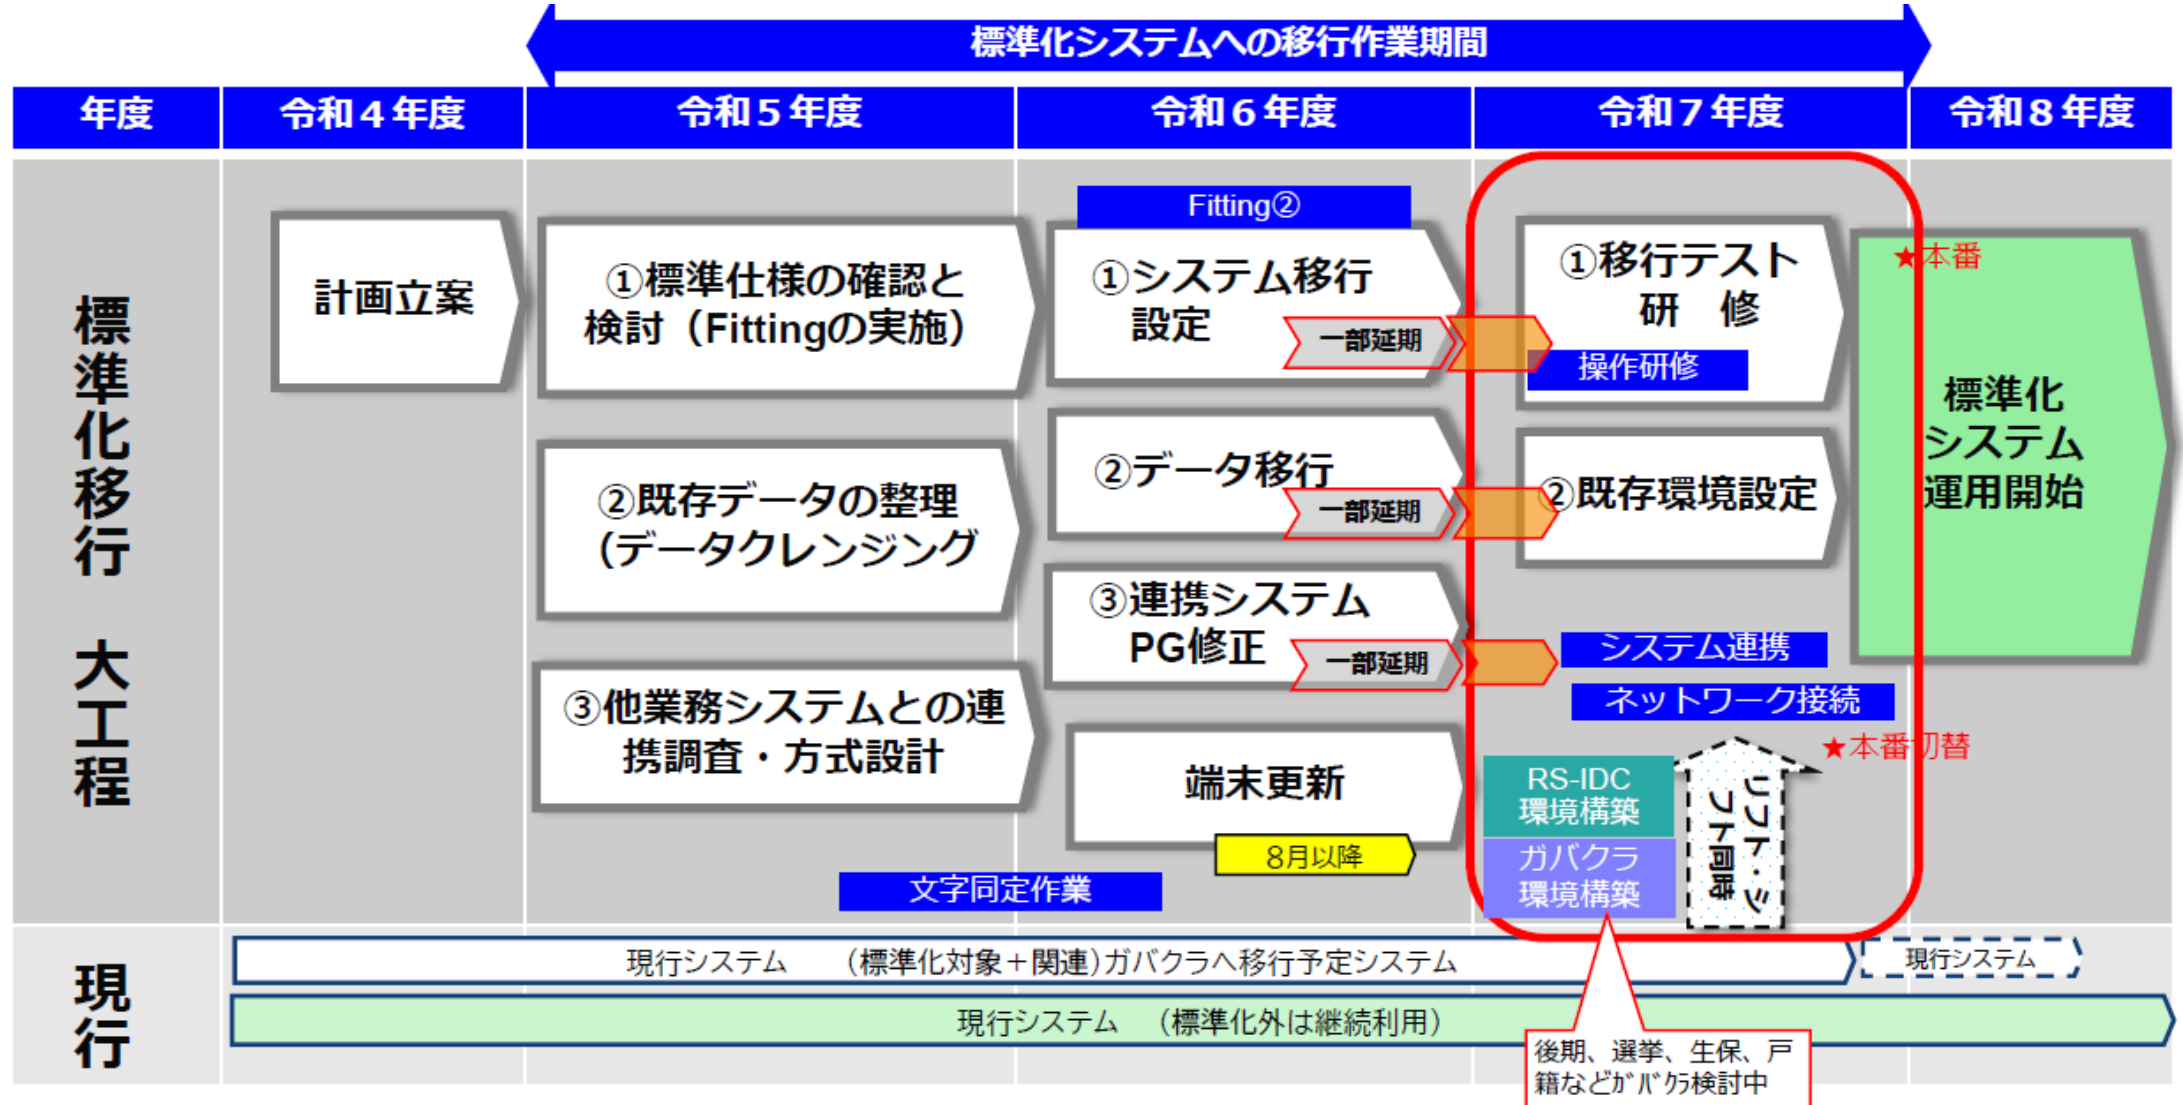 標準化システムへの移行作業期間
年度
令和４年度
令和５年度
令和６年度
令和７年度
令和８年度
標準化移行　大工程
計画立案
①標準仕様の確認と
検討（Fittingの実施）
②既存データの整理
(データクレンジング
③他業務システムとの連
携調査・方式設計
文字同定作業
Fitting②
①システム移行
設定
一部延期
②データ移行
一部延期
③連携システム
PG修正
一部延期
端末更新
8月以降
①移行テスト
研　修
操作研修
②既存環境設定
システム連携
ネットワーク接続
★本番切替
RS-IDC
環境構築
ガバクラ
環境構築
リフト・シ
フト同時
★本番
標準化
システム
運用開始
現行
現行システム　（標準化対象＋関連)ガバクラへ移行予定システム
現行システム
現行システム　（標準化外は継続利用）
後期、選挙、生保、戸
籍などｶﾞﾊﾞｸﾗ検討中